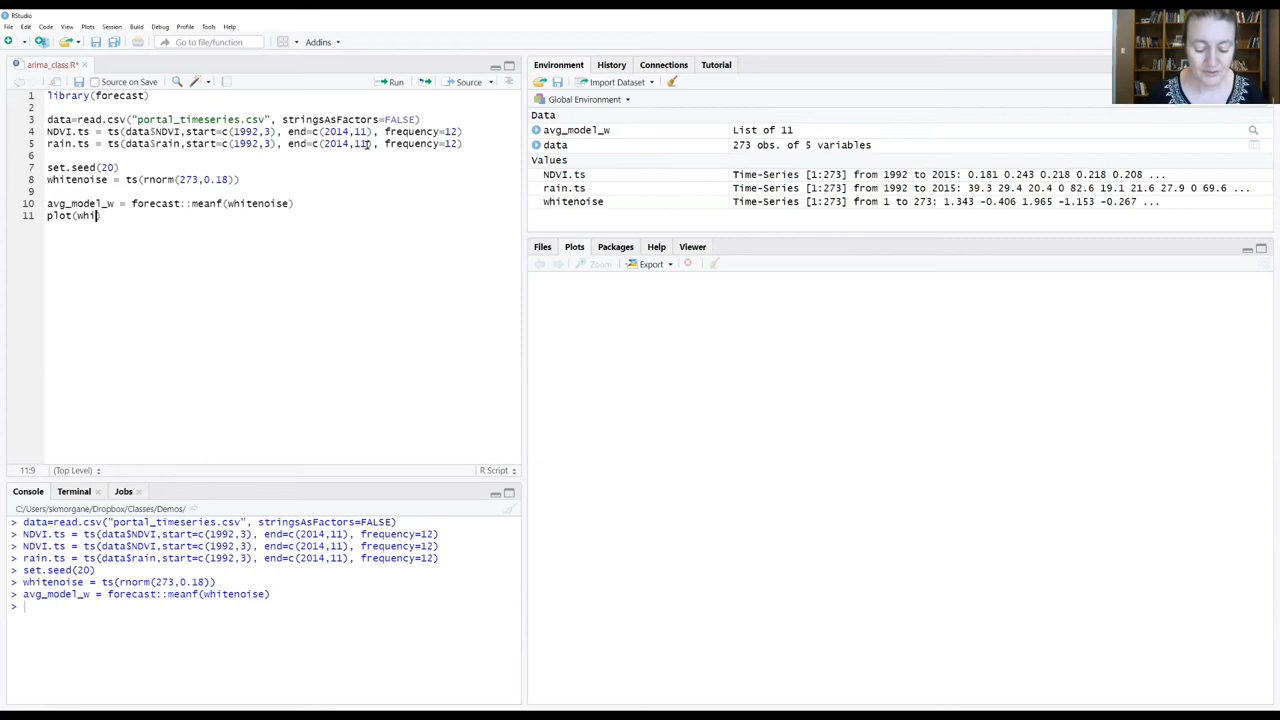 RStudio
File Edit Code View Plots Session Build Debug Profile Tools Help
Go to file/function Addins
arima_class.R*
Source on Save Run Source
1 library(forecast)
2
3 data=read.csv("portal_timeseries.csv", stringsAsFactors=FALSE)
4 NDVI.ts = ts(data$NDVI,start=c(1992,3), end=c(2014,11), frequency=12)
5 rain.ts = ts(data$rain,start=c(1992,3), end=c(2014,11), frequency=12)
6
7 set.seed(20)
8 whitenoise = ts(rnorm(273,0.18))
9
10 avg_model_w = forecast::meanf(whitenoise)
11 plot(whi)
11:9 (Top Level) R Script
Console Terminal Jobs
C:/Users/skmorgane/Dropbox/Classes/Demos/
> data=read.csv("portal_timeseries.csv", stringsAsFactors=FALSE)
> NDVI.ts = ts(data$NDVI,start=c(1992,3), end=c(2014,11), frequency=12)
> NDVI.ts = ts(data$NDVI,start=c(1992,3), end=c(2014,11), frequency=12)
> rain.ts = ts(data$rain,start=c(1992,3), end=c(2014,11), frequency=12)
> set.seed(20)
> whitenoise = ts(rnorm(273,0.18))
> avg_model_w = forecast::meanf(whitenoise)
>
Environment History Connections Tutorial
Import Dataset
Global Environment
Data
avg_model_w List of 11
data 273 obs. of 5 variables
Values
NDVI.ts Time-Series [1:273] from 1992 to 2015: 0.181 0.243 0.218 0.218 0.208 ...
rain.ts Time-Series [1:273] from 1992 to 2015: 39.3 29.4 20.4 0 82.6 19.1 21.6 27.9 0 69.6 ...
whitenoise Time-Series [1:273] from 1 to 273: 1.343 -0.406 1.965 -1.153 -0.267 ...
Files Plots Packages Help Viewer
Zoom Export